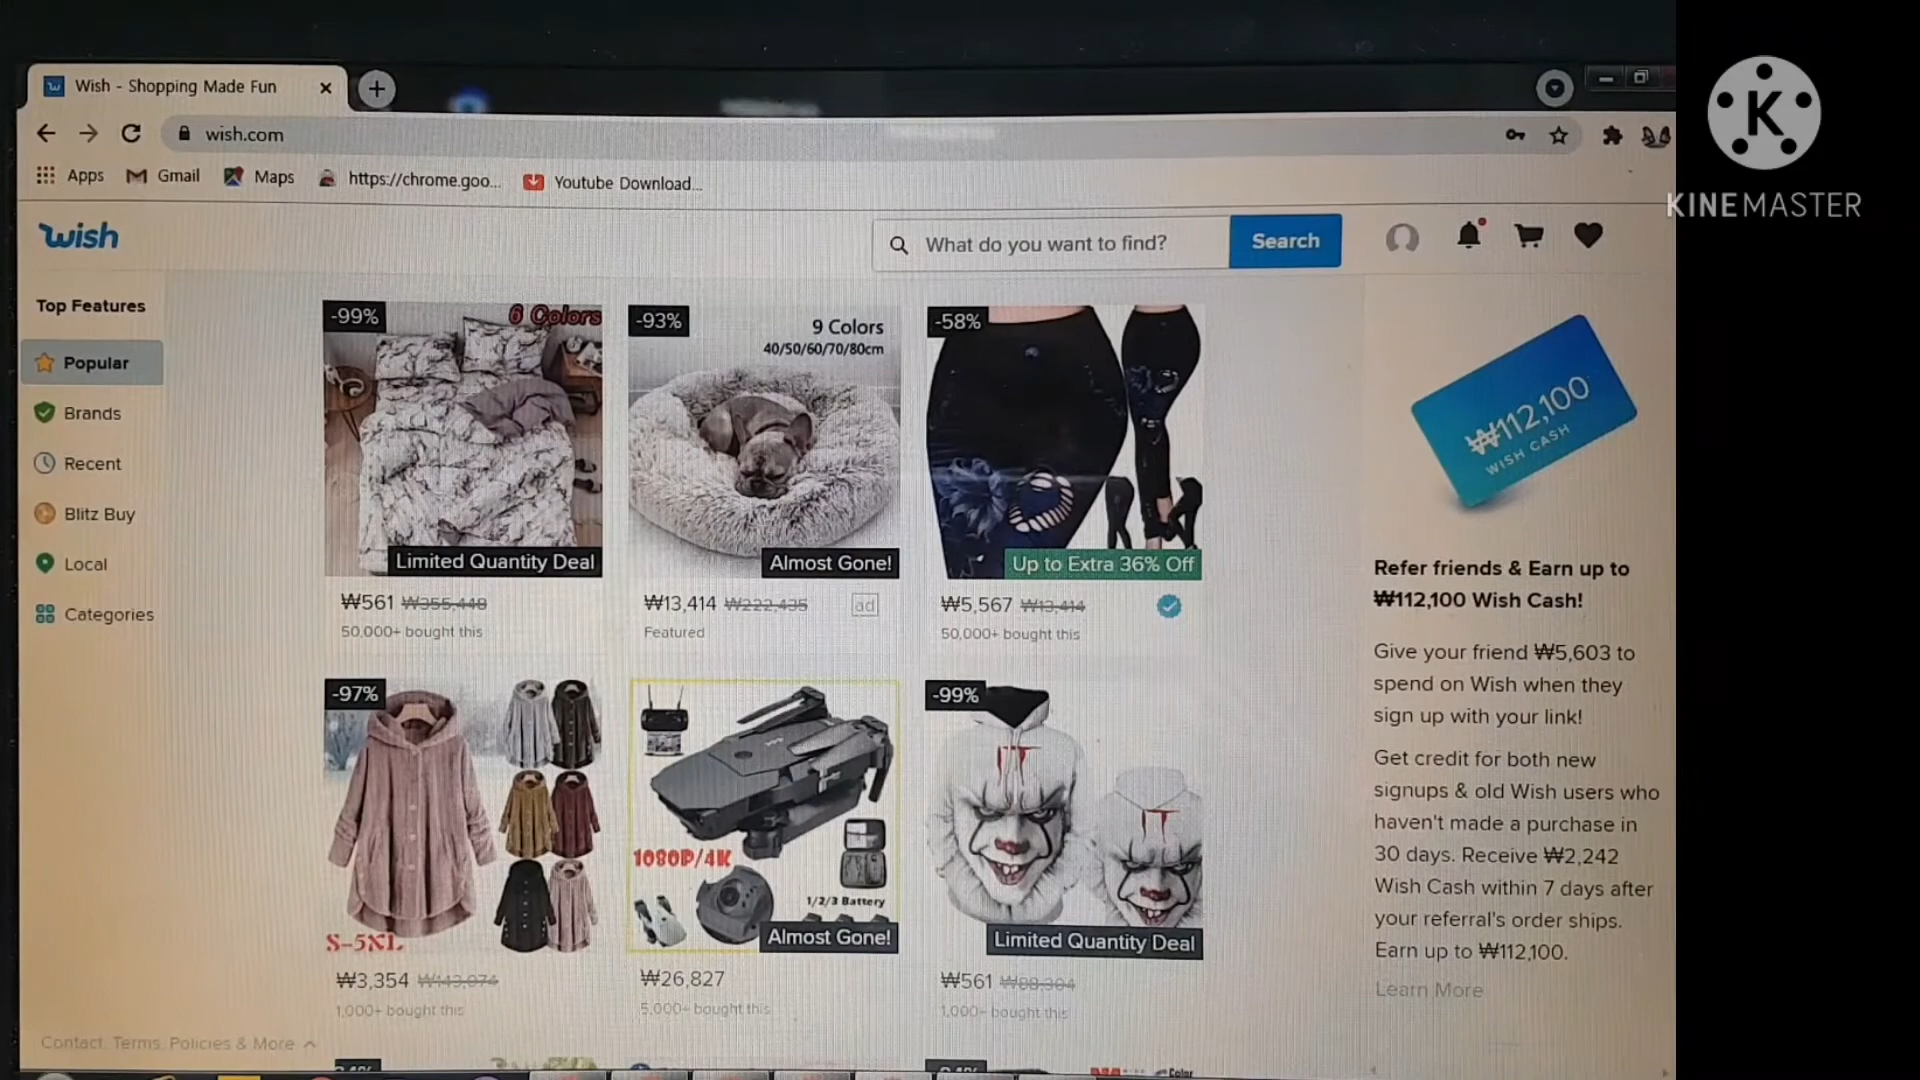 Wish - Shopping Made Fun
wish.com
Apps
Gmail
Maps
https://chrome.goo...
Youtube Download...
wish
What do you want to find?
Search
K
KINEMASTER
Top Features
Popular
Brands
Recent
Blitz Buy
Local
Categories
-99%
6 Colors
Limited Quantity Deal
₩561 ₩355,448
50,000+ bought this
-93%
9 Colors
40/50/60/70/80cm
Almost Gone!
₩13,414 ₩222,435
ad
Featured
-58%
Up to Extra 36% Off
₩5,567 ₩13,414
50,000+ bought this
-97%
S-5XL
₩3,354 ₩143,074
1,000+ bought this
1080P/4K
1/2/3 Battery
Almost Gone!
₩26,827
5,000+ bought this
-99%
IT
IT
Limited Quantity Deal
₩561 ₩88,304
1,000+ bought this
₩112,100
WISH CASH
Refer friends & Earn up to
₩112,100 Wish Cash!
Give your friend ₩5,603 to
spend on Wish when they
sign up with your link!
Get credit for both new
signups & old Wish users who
haven't made a purchase in
30 days. Receive ₩2,242
Wish Cash within 7 days after
your referral's order ships.
Earn up to ₩112,100.
Learn More
Contact, Terms, Policies & More
Color